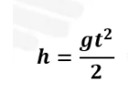 h = gt²/2